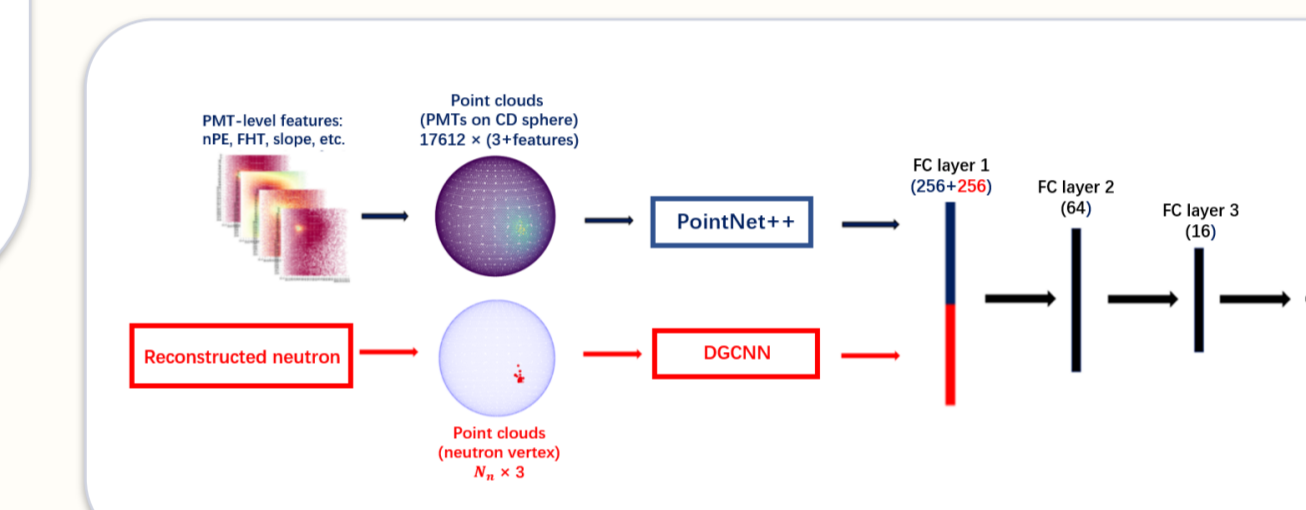 PMT-level features:
nPE, FHT, slope, etc.
Point clouds
(PMTs on CD sphere)
17612 × (3+features)
PointNet++
FC layer 1
(256+256)
FC layer 2
(64)
FC layer 3
(16)
Reconstructed neutron
DGCNN
Point clouds
(neutron vertex)
Nn × 3